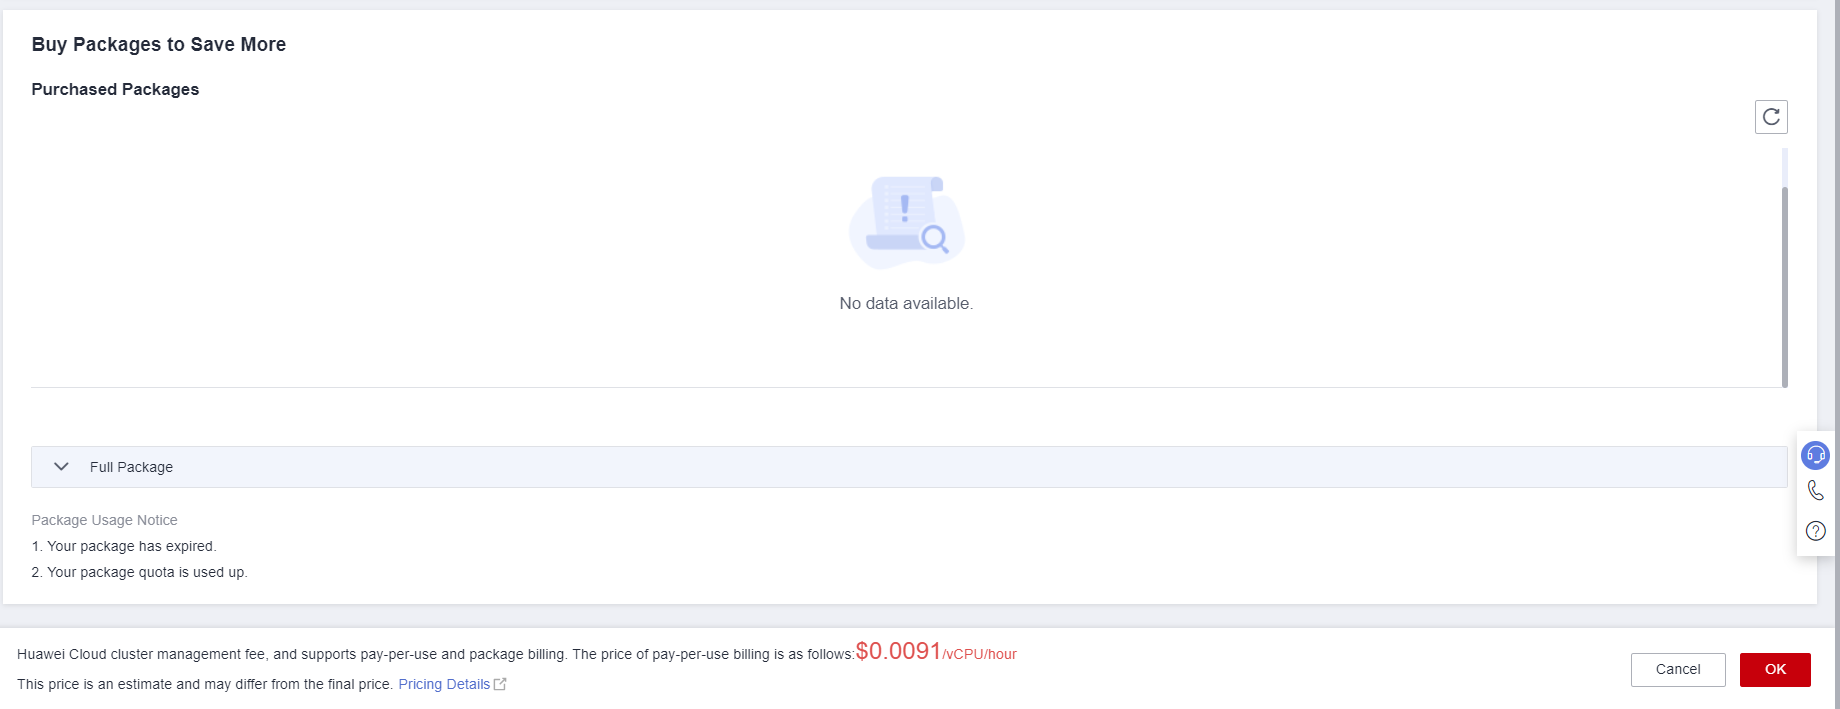 Buy Packages to Save More
Purchased Packages
No data available.
Full Package
Package Usage Notice
1. Your package has expired.
2. Your package quota is used up.
Huawei Cloud cluster management fee, and supports pay-per-use and package billing. The price of pay-per-use billing is as follows:$0.0091/vCPU/hour
This price is an estimate and may differ from the final price. Pricing Details
Cancel
OK